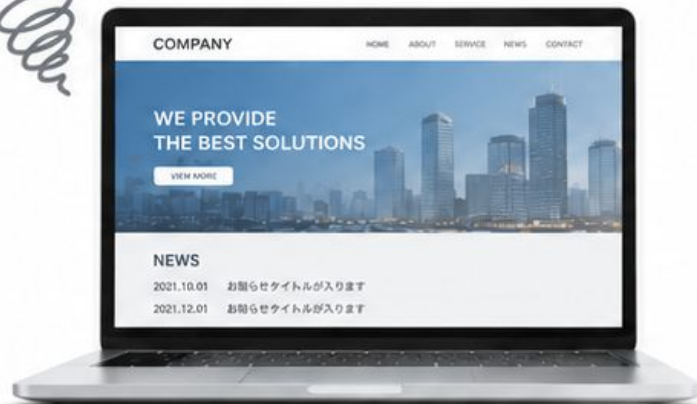 COMPANY
HOME ABOUT SERVICE NEWS CONTACT
WE PROVIDE
THE BEST SOLUTIONS
VIEW MORE
NEWS
2021.10.01 お知らせタイトルが入ります
2021.12.01 お知らせタイトルが入ります